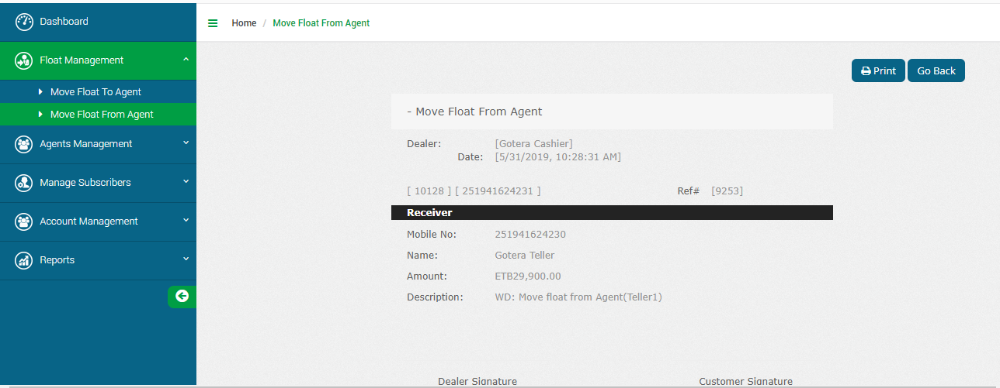 Dashboard
Float Management
Move Float To Agent
Move Float From Agent
Agents Management
Manage Subscribers
Account Management
Reports
Home / Move Float From Agent
Print Go Back
- Move Float From Agent
Dealer: [Gotera Cashier]
Date: [5/31/2019, 10:28:31 AM]
[ 10128 ] [ 251941624231 ] Ref# [9253]
Receiver
Mobile No: 251941624230
Name: Gotera Teller
Amount: ETB29,900.00
Description: WD: Move float from Agent(Teller1)
Dealer Signature Customer Signature